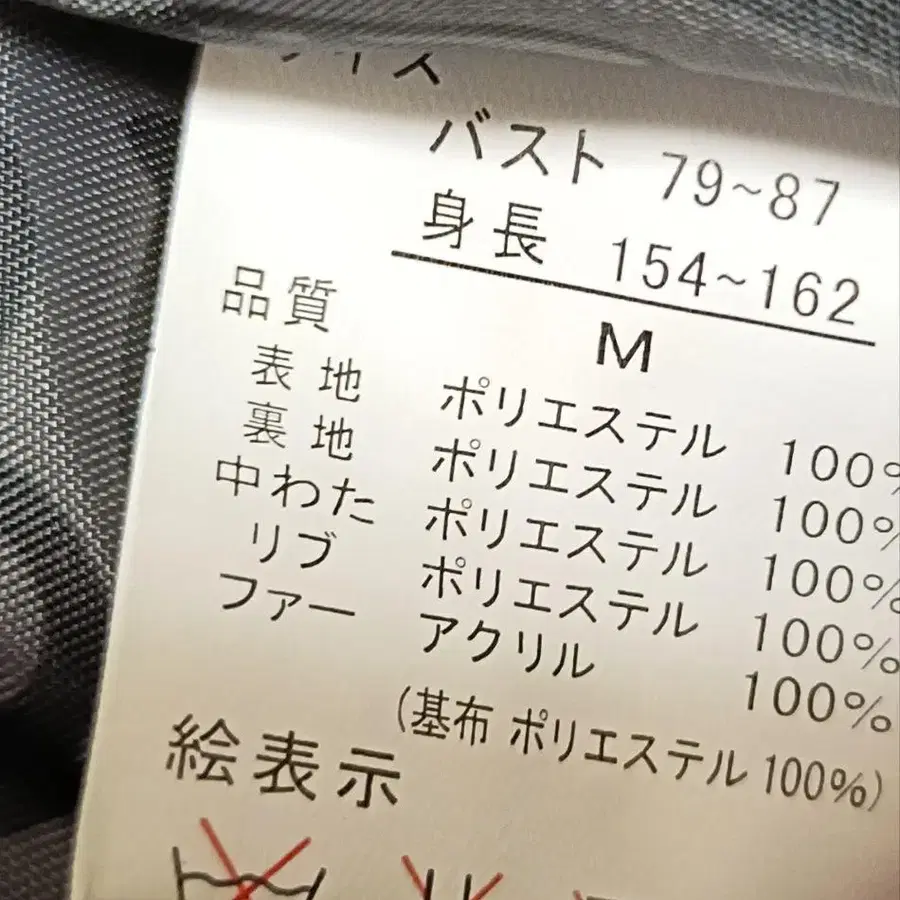 サイズ
バスト 79~87
身長 154~162
M
品質
表地 ポリエステル 100%
裏地 ポリエステル 100%
中わた ポリエステル 100%
リブ ポリエステル 100%
ファー アクリル 100%
(基布 ポリエステル 100%)
絵表示